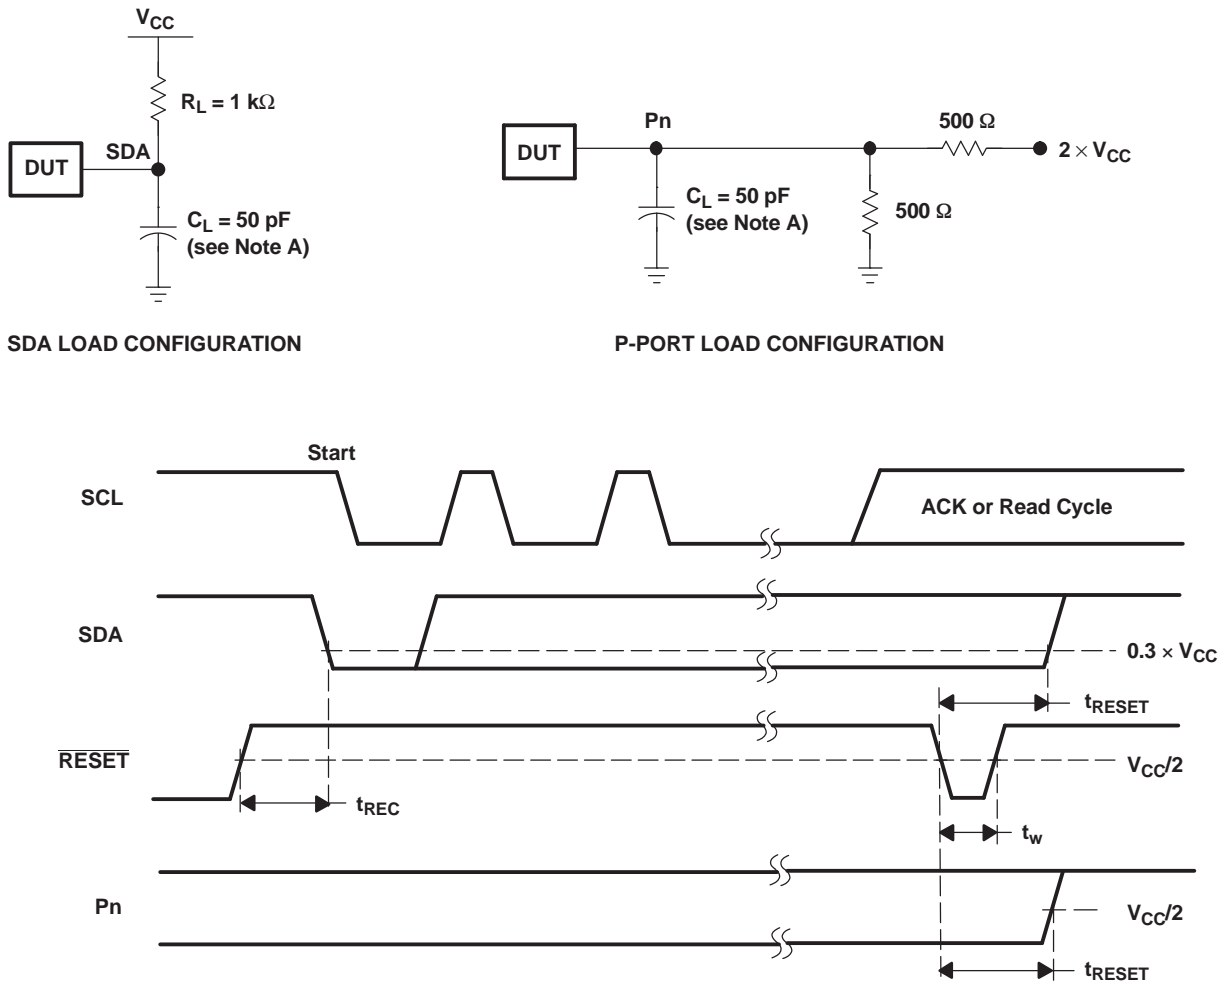 VCC
RL = 1 kΩ
DUT
SDA
CL = 50 pF
(see Note A)
SDA LOAD CONFIGURATION
DUT
Pn
500 Ω
2 × VCC
CL = 50 pF
(see Note A)
500 Ω
P-PORT LOAD CONFIGURATION
Start
SCL
ACK or Read Cycle
SDA
0.3 × VCC
tRESET
RESET
VCC/2
tREC
tw
Pn
VCC/2
tRESET